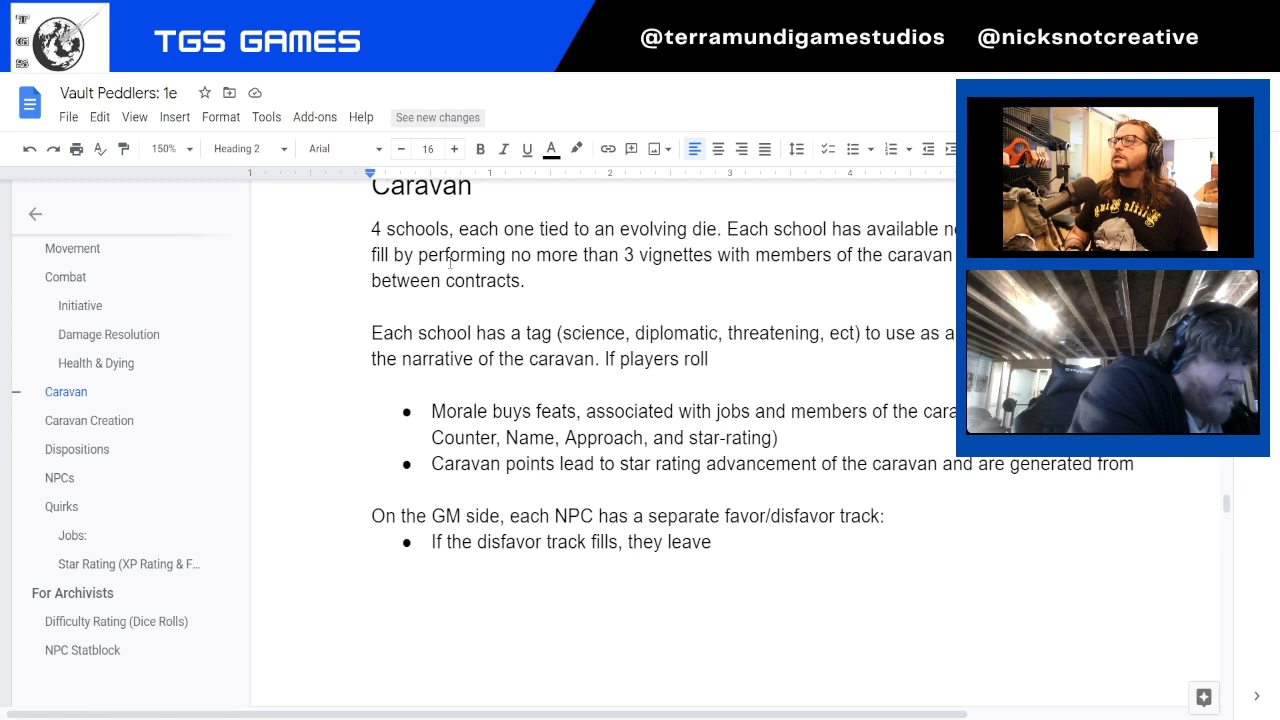 TGS
TGS GAMES
@terramundigamestudios @nicksnotcreative
Vault Peddlers: 1e
File Edit View Insert Format Tools Add-ons Help See new changes
150% Heading 2 Arial 16
1 1 2 3 4
Caravan
4 schools, each one tied to an evolving die. Each school has available
fill by performing no more than 3 vignettes with members of the caravan
between contracts.
Each school has a tag (science, diplomatic, threatening, ect) to use as a
the narrative of the caravan. If players roll
● Morale buys feats, associated with jobs and members of the
Counter, Name, Approach, and star-rating)
● Caravan points lead to star rating advancement of the caravan and are generated from
On the GM side, each NPC has a separate favor/disfavor track:
● If the disfavor track fills, they leave
Movement
Combat
Initiative
Damage Resolution
Health & Dying
Caravan
Caravan Creation
Dispositions
NPCs
Quirks
Jobs:
Star Rating (XP Rating & F...
For Archivists
Difficulty Rating (Dice Rolls)
NPC Statblock